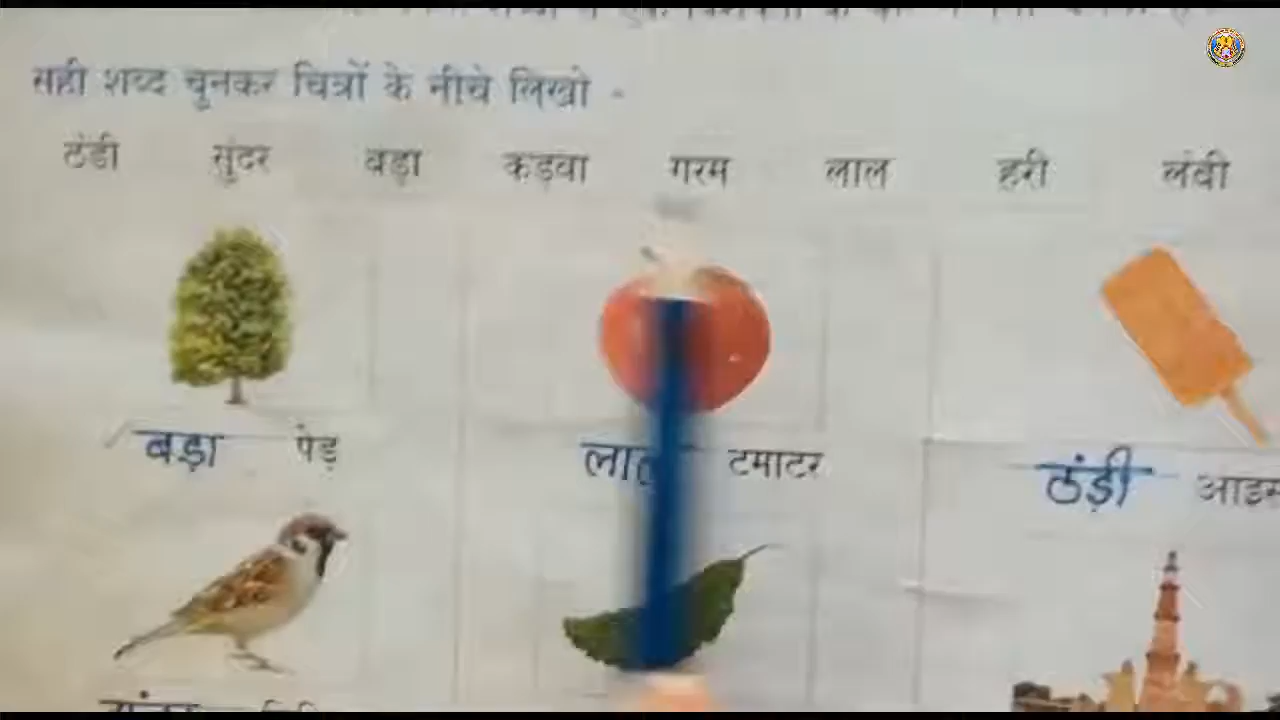 सही शब्द चुनकर चित्रों के नीचे लिखो -
ठंडी सुंदर बड़ा कड़वा गरम लाल हरी लंबी
बड़ा पेड़ लाल टमाटर ठंड़ी